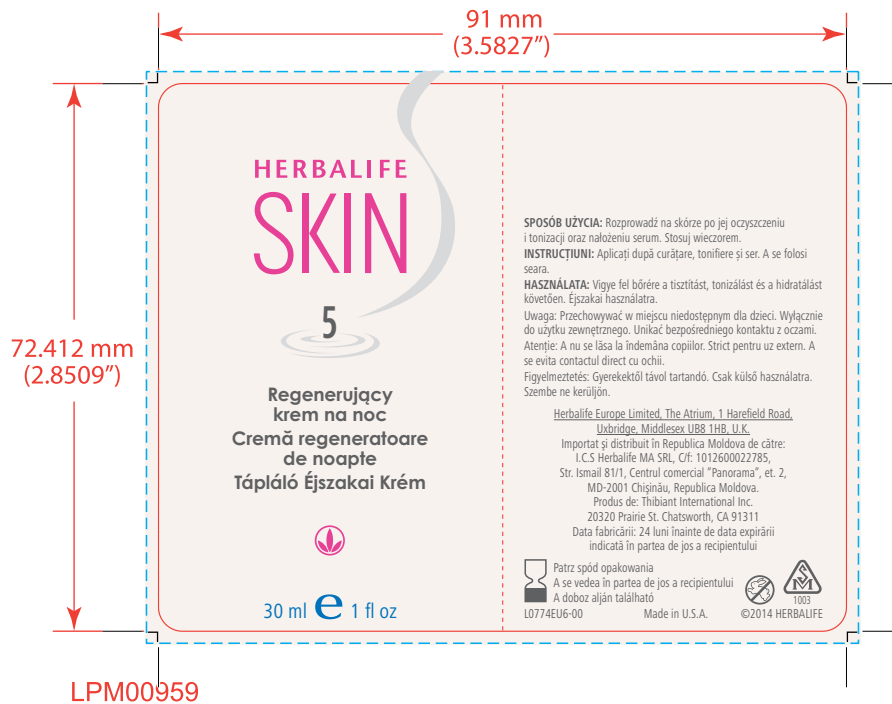 91 mm
(3.5827”)
72.412 mm
(2.8509”)
HERBALIFE
SKIN
5
Regenerujący
krem na noc
Cremă regeneratoare
de noapte
Tápláló Éjszakai Krém
30 ml e 1 fl oz
SPOSÓB UŻYCIA: Rozprowadź na skórze po jej oczyszczeniu
i tonizacji oraz nałożeniu serum. Stosuj wieczorem.
INSTRUCȚIUNI: Aplicați după curățare, tonifiere și ser. A se folosi
seara.
HASZNÁLATA: Vigye fel bőrére a tisztítást, tonizálást és a hidratálást
követően. Éjszakai használatra.
Uwaga: Przechowywać w miejscu niedostępnym dla dzieci. Wyłącznie
do użytku zewnętrznego. Unikać bezpośredniego kontaktu z oczami.
Atenție: A nu se lăsa la îndemâna copiilor. Strict pentru uz extern. A
se evita contactul direct cu ochii.
Figyelmeztetés: Gyerekektől távol tartandó. Csak külső használatra.
Szembe ne kerüljön.
Herbalife Europe Limited, The Atrium, 1 Harefield Road,
Uxbridge, Middlesex UB8 1HB, U.K.
Importat şi distribuit în Republica Moldova de către:
I.C.S Herbalife MA SRL, C/f: 1012600022785,
Str. Ismail 81/1, Centrul comercial “Panorama”, et. 2,
MD-2001 Chişinău, Republica Moldova.
Produs de: Thibiant International Inc.
20320 Prairie St. Chatsworth, CA 91311
Data fabricării: 24 luni înainte de data expirării
indicată în partea de jos a recipientului
Patrz spód opakowania
A se vedea în partea de jos a recipientului
A doboz alján található
L0774EU6-00 Made in U.S.A. ©2014 HERBALIFE
SM
1003
LPM00959